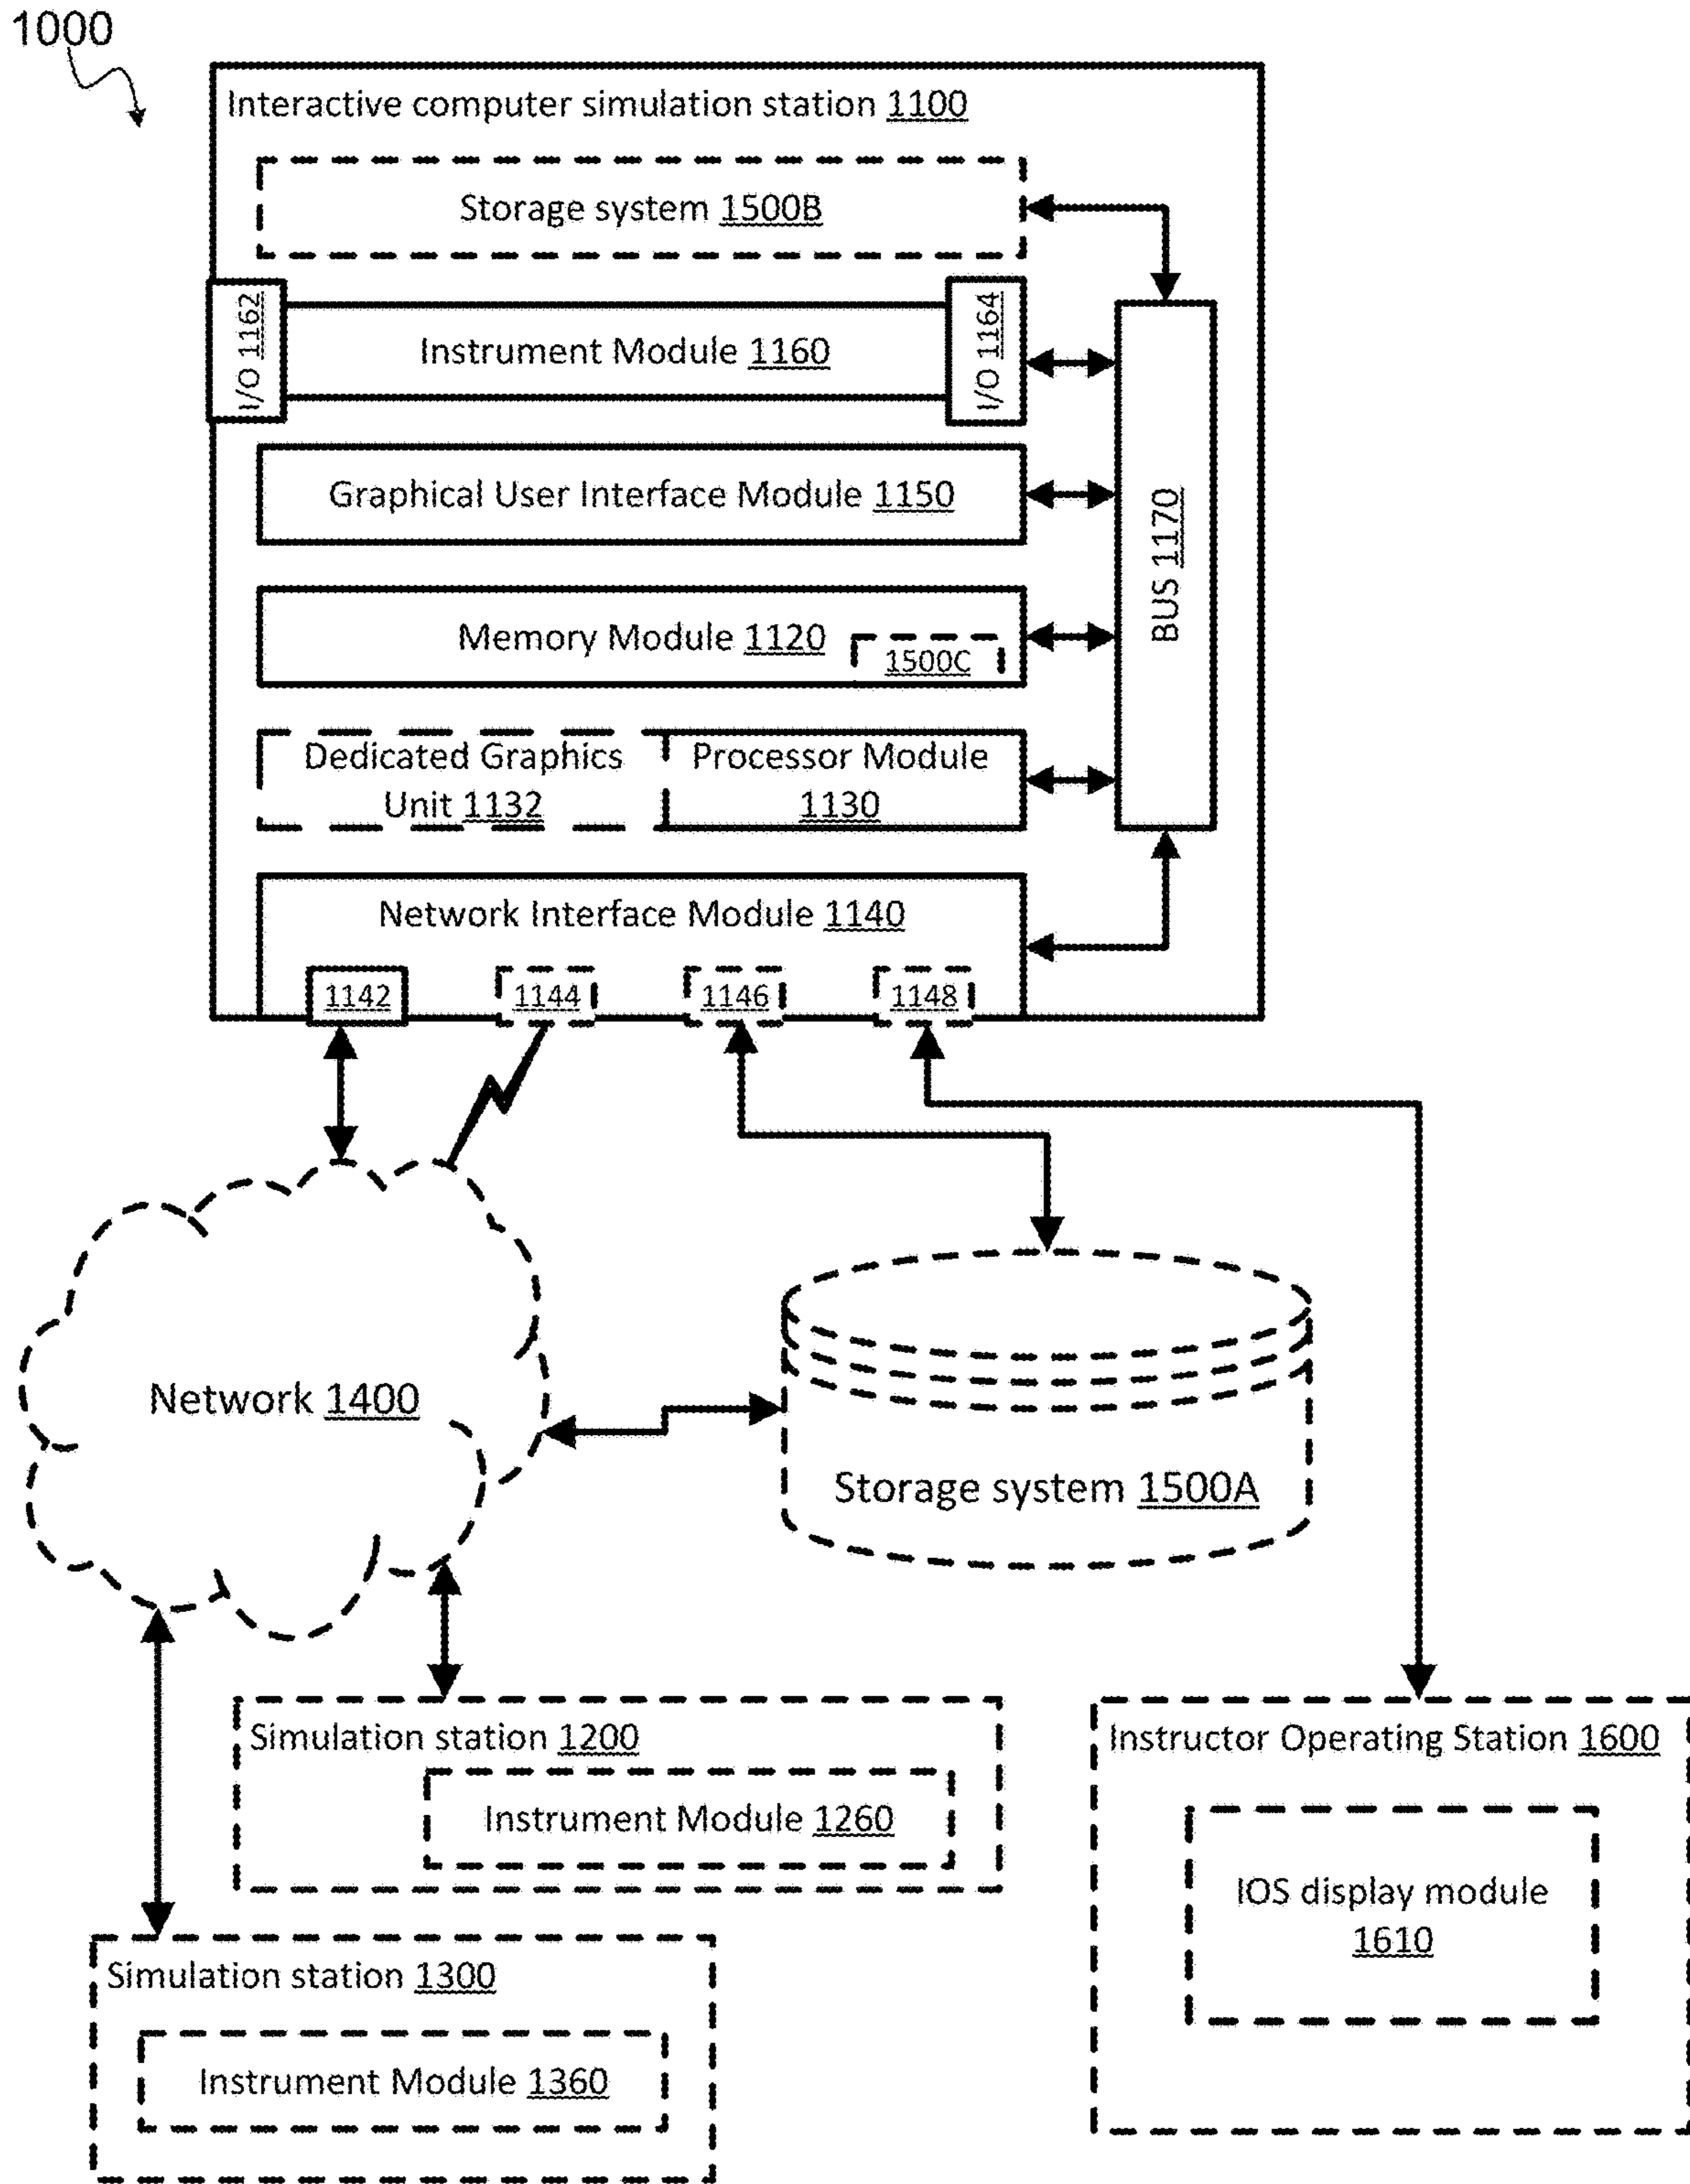 1000
Interactive computer simulation station 1100
Storage system 1500B
I/O 1162
Instrument Module 1160
I/O 1164
Graphical User Interface Module 1150
BUS 1170
Memory Module 1120
1500C
Dedicated Graphics
Unit 1132
Processor Module
1130
Network Interface Module 1140
1142
1144
1146
1148
Network 1400
Storage system 1500A
Simulation station 1200
Instrument Module 1260
Instructor Operating Station 1600
IOS display module
1610
Simulation station 1300
Instrument Module 1360